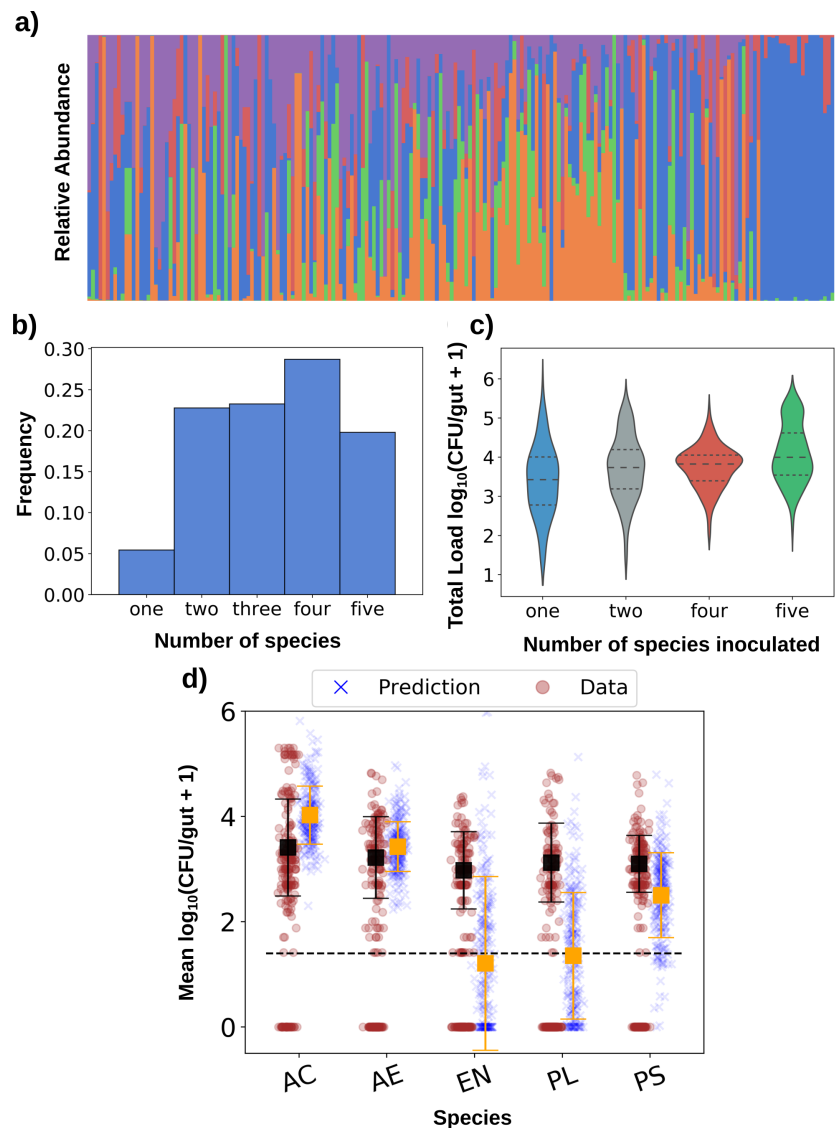 a)
Relative Abundance
b)
0.30
0.25
0.20
0.15
0.10
0.05
0.00
Frequency
one two three four five
Number of species
c)
6
5
4
3
2
1
Total Load log10(CFU/gut + 1)
one two four five
Number of species inoculated
d)
Prediction Data
6
4
2
0
Mean log10(CFU/gut + 1)
AC AE EN PL PS
Species